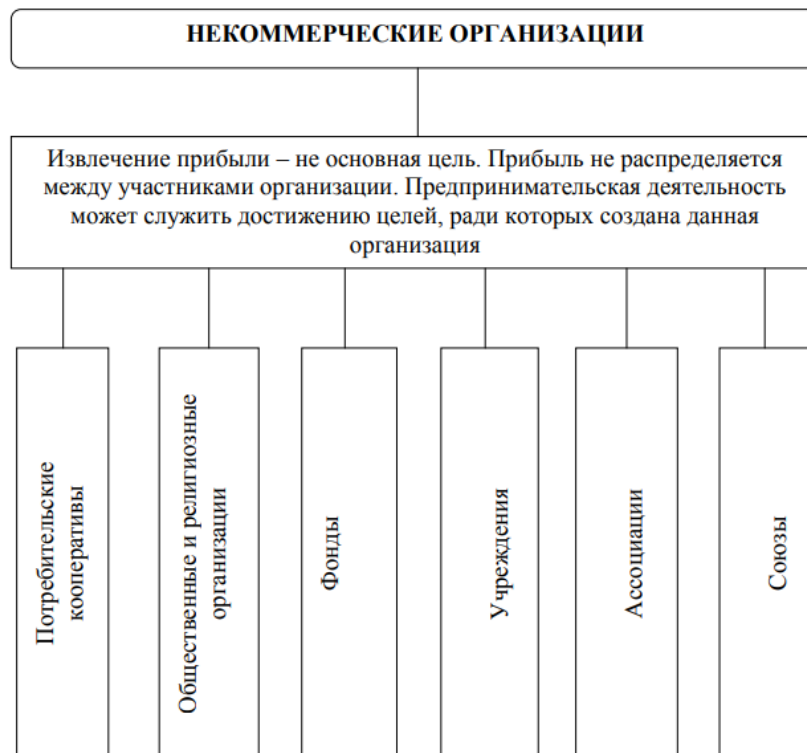 НЕКОММЕРЧЕСКИЕ ОРГАНИЗАЦИИ
Извлечение прибыли – не основная цель. Прибыль не распределяется
между участниками организации. Предпринимательская деятельность
может служить достижению целей, ради которых создана данная
организация
Потребительские
кооперативы
Общественные и религиозные
организации
Фонды
Учреждения
Ассоциации
Союзы